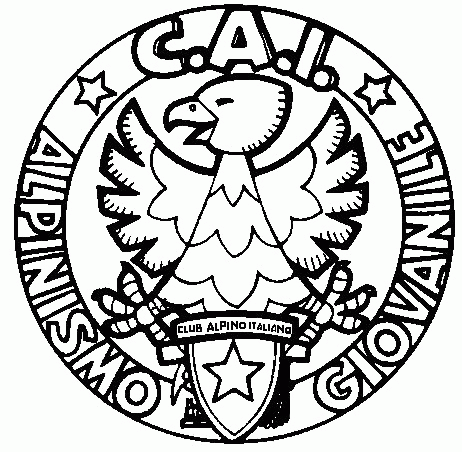 C.A.I.
ALPINISMO
GIOVANILE
CLUB ALPINO ITALIANO